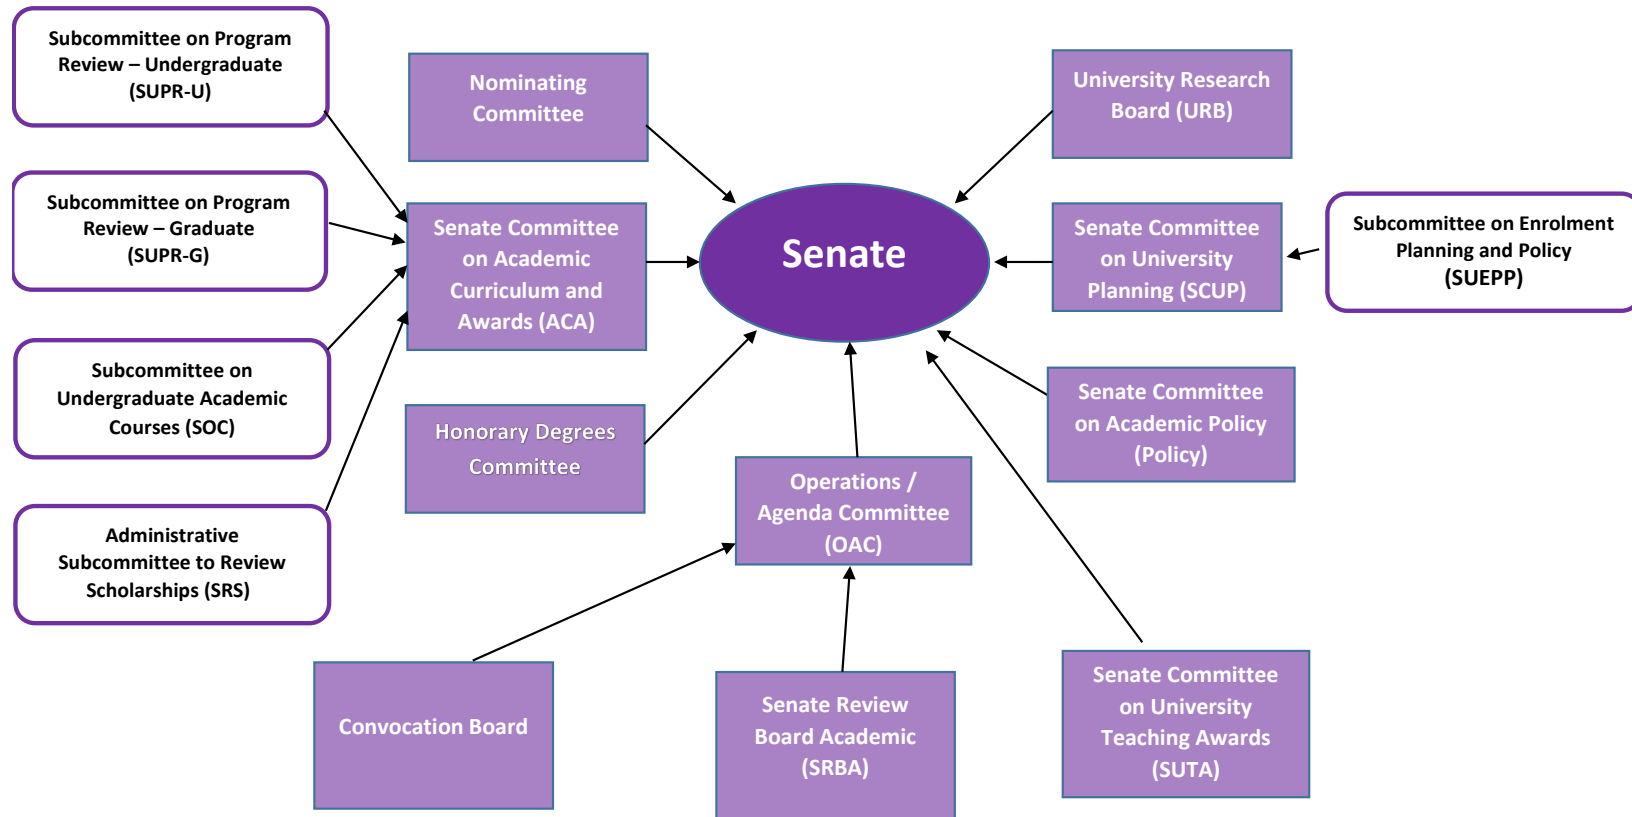 Subcommittee on Program
Review – Undergraduate
(SUPR-U)
Nominating
Committee
University Research
Board (URB)
Subcommittee on Program
Review – Graduate
(SUPR-G)
Senate Committee
on Academic
Curriculum and
Awards (ACA)
Senate
Senate Committee
on University
Planning (SCUP)
Subcommittee on Enrolment
Planning and Policy
(SUEPP)
Subcommittee on
Undergraduate Academic
Courses (SOC)
Honorary Degrees
Committee
Senate Committee
on Academic Policy
(Policy)
Operations /
Agenda Committee
(OAC)
Administrative
Subcommittee to Review
Scholarships (SRS)
Convocation Board
Senate Review
Board Academic
(SRBA)
Senate Committee
on University
Teaching Awards
(SUTA)